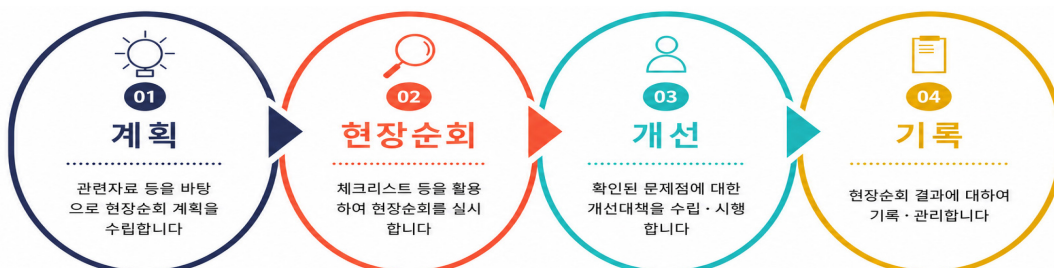 01
계획
관련자료 등을 바탕
으로 현장순회 계획을
수립합니다
02
현장순회
체크리스트 등을 활용
하여 현장순회를 실시
합니다
03
개선
확인된 문제점에 대한
개선대책을 수립 · 시행
합니다
04
기록
현장순회 결과에 대하여
기록 · 관리합니다